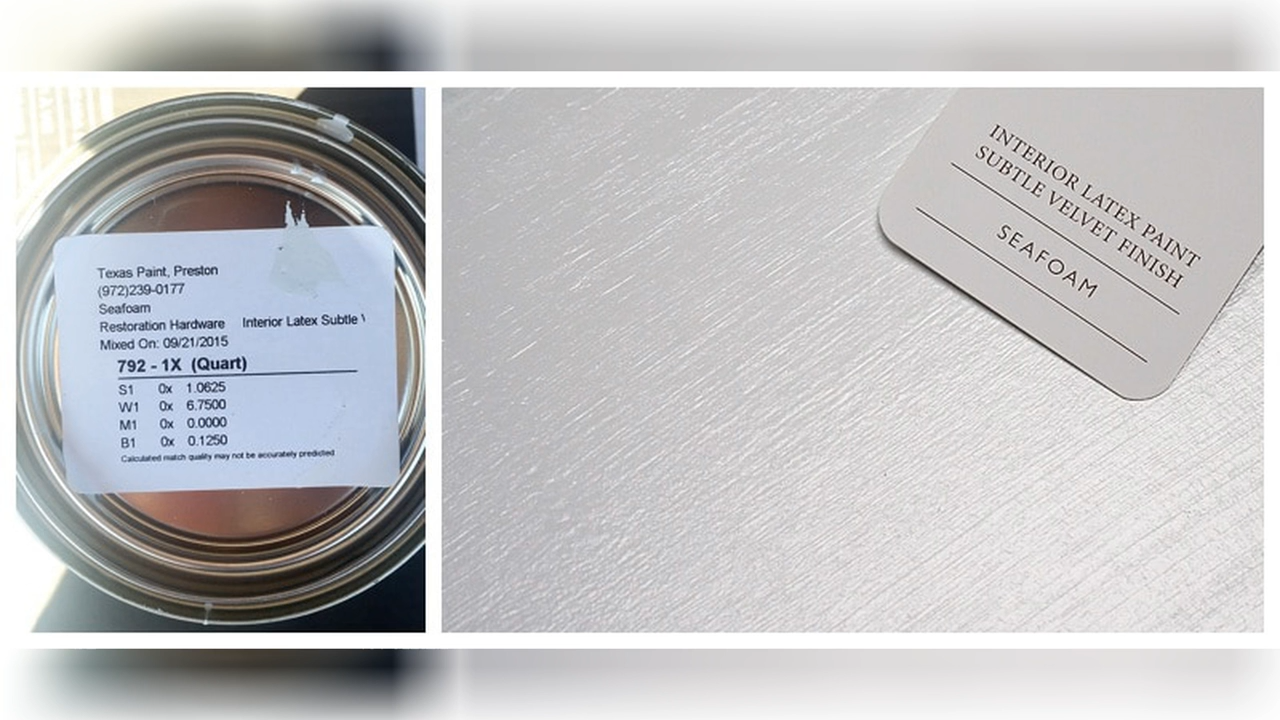 Texas Paint, Preston
(972)239-0177
Seafoam
Restoration Hardware Interior Latex Subtle
Mixed On: 09/21/2015
792 - 1X (Quart)
S1 0x 1.0625
W1 0x 6.7500
M1 0x 0.0000
B1 0x 0.1250
Calculated match quality may not be accurately predicted
INTERIOR LATEX PAINT
SUBTLE VELVET FINISH
SEAFOAM